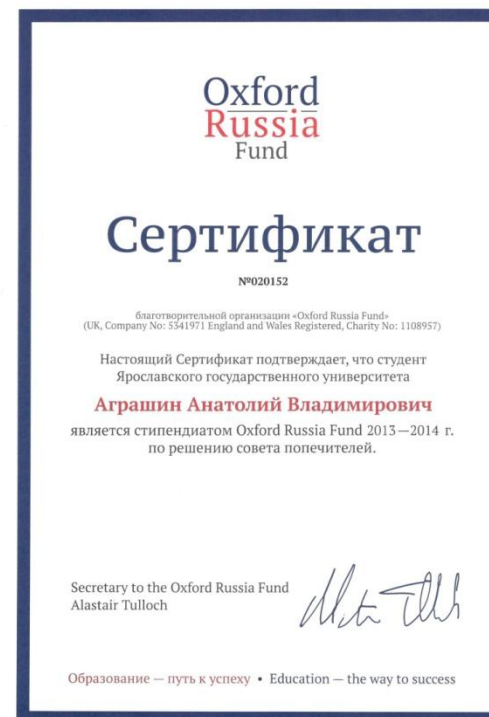 Oxford
Russia
Fund
Сертификат
№020152
благотворительной организации «Oxford Russia Fund»
(UK, Company No: 5341971 England and Wales Registered, Charity No: 1108957)
Настоящий Сертификат подтверждает, что студент
Ярославского государственного университета
Аграшин Анатолий Владимирович
является стипендиатом Oxford Russia Fund 2013—2014 г.
по решению совета попечителей.
Secretary to the Oxford Russia Fund
Alastair Tulloch
Образование — путь к успеху • Education — the way to success